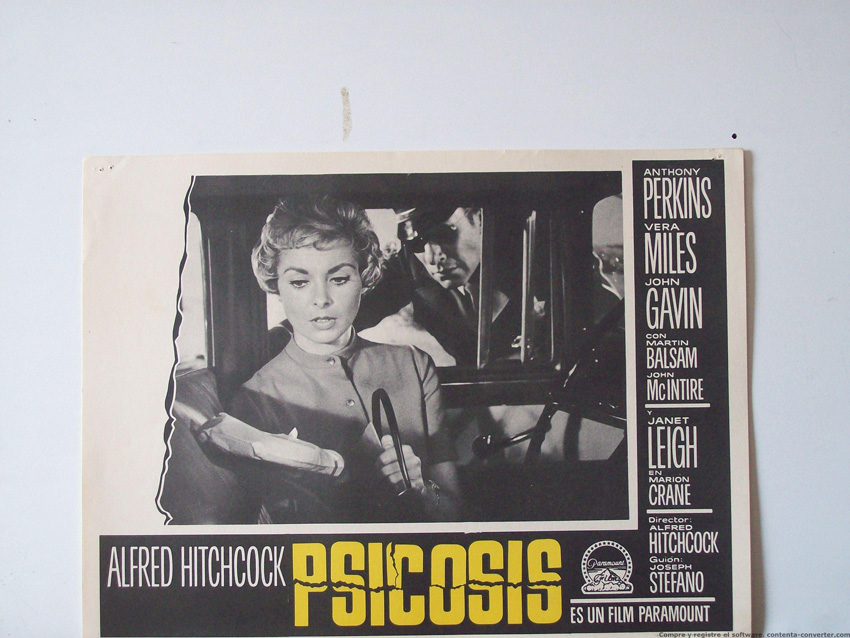 ANTHONY
PERKINS
VERA
MILES
JOHN
GAVIN
CON
MARTIN
BALSAM
JOHN
McINTIRE
Y
JANET
LEIGH
EN
MARION
CRANE
Director:
ALFRED
HITCHCOCK
Guión:
JOSEPH
STEFANO
ALFRED HITCHCOCK PSICOSIS
Paramount
ES UN FILM PARAMOUNT
Compre y registre el software. contenta-converter.com